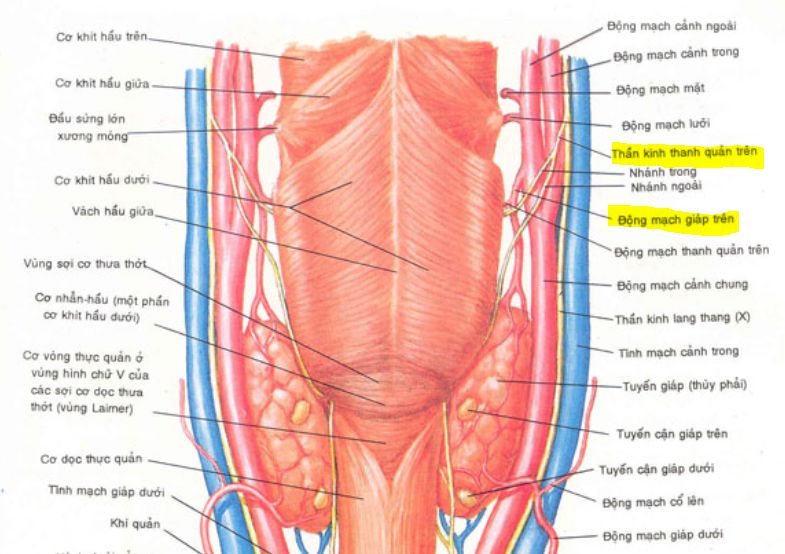 Cơ khít hầu trên
Cơ khít hầu giữa
Đầu sừng lớn
xương móng
Cơ khít hầu dưới
Vách hầu giữa
Vùng sợi cơ thưa thớt
Cơ nhẫn-hầu (một phần
cơ khít hầu dưới)
Cơ vòng thực quản ở
vùng hình chữ V của
các sợi cơ dọc thưa
thớt (vùng Laimer)
Cơ dọc thực quản
Tĩnh mạch giáp dưới
Khí quản
Động mạch cảnh ngoài
Động mạch cảnh trong
Động mạch mặt
Động mạch lưỡi
Thần kinh thanh quản trên
Nhánh trong
Nhánh ngoài
Động mạch giáp trên
Động mạch thanh quản trên
Động mạch cảnh chung
Thần kinh lang thang (X)
Tĩnh mạch cảnh trong
Tuyến giáp (thùy phải)
Tuyến cận giáp trên
Tuyến cận giáp dưới
Động mạch cổ lên
Động mạch giáp dưới